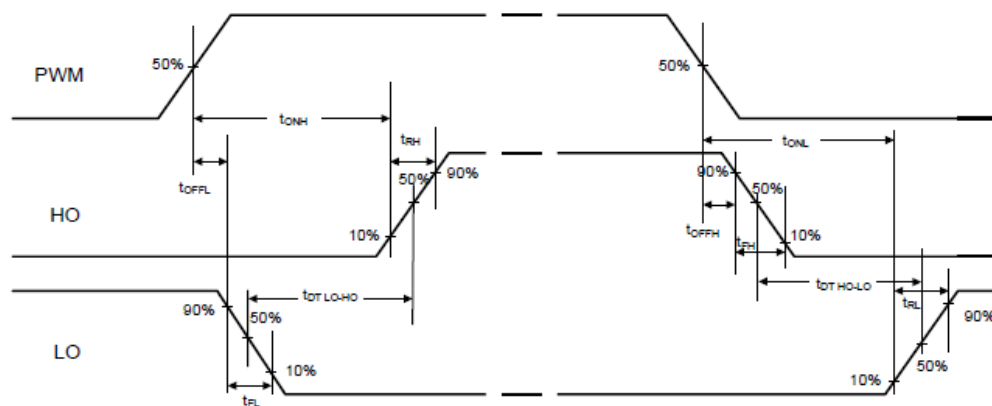 PWM
50%
50%
tONH
tRH
tONL
tOFFL
50%
90%
90%
50%
HO
10%
tOFFH
tFH
10%
tDT LO-HO
tDT HO-LO
tRL
90%
50%
90%
LO
10%
10%
50%
tFL